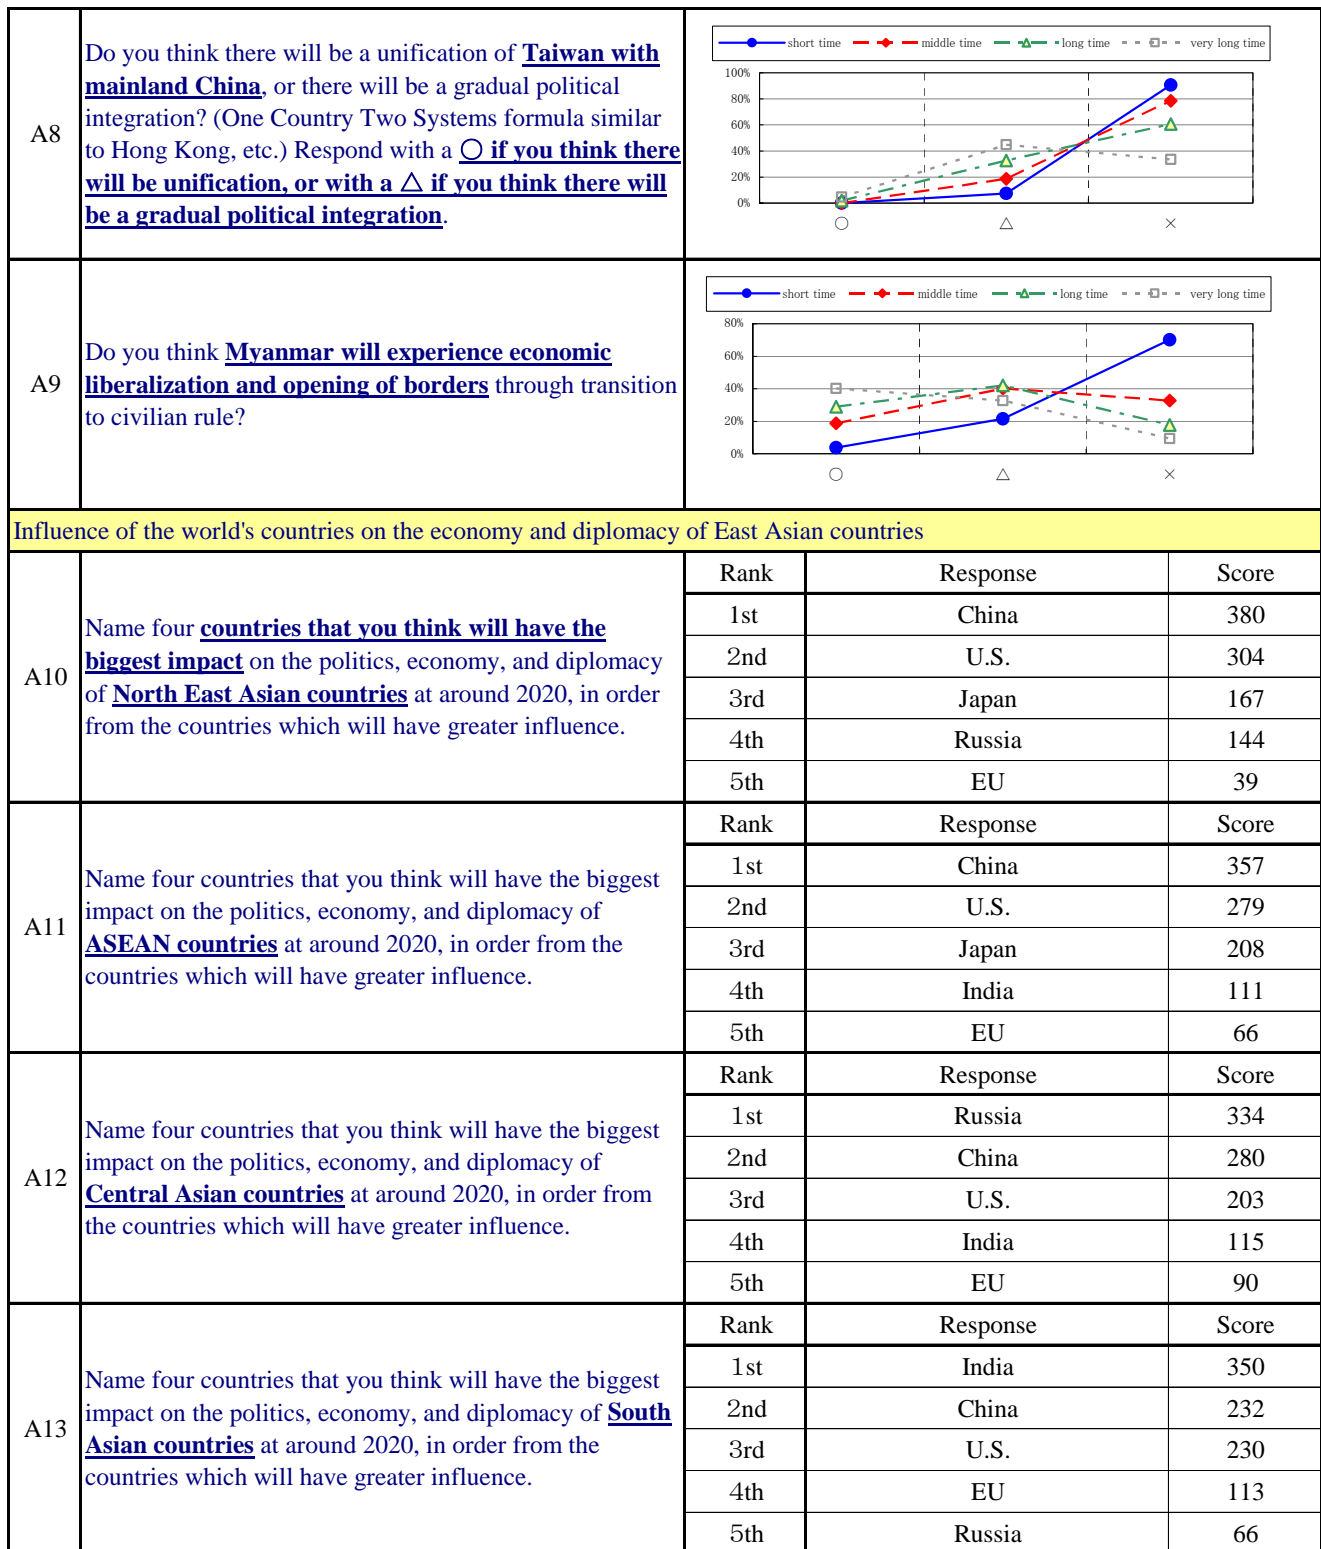 A8
Do you think there will be a unification of Taiwan with
mainland China, or there will be a gradual political
integration? (One Country Two Systems formula similar
to Hong Kong, etc.) Respond with a ○ if you think there
will be unification, or with a △ if you think there will
be a gradual political integration.
short time middle time long time very long time
100%
80%
60%
40%
20%
0%
○ △ ×
A9
Do you think Myanmar will experience economic
liberalization and opening of borders through transition
to civilian rule?
short time middle time long time very long time
80%
60%
40%
20%
0%
○ △ ×
Influence of the world's countries on the economy and diplomacy of East Asian countries
A10
Name four countries that you think will have the
biggest impact on the politics, economy, and diplomacy
of North East Asian countries at around 2020, in order
from the countries which will have greater influence.
Rank Response Score
1st China 380
2nd U.S. 304
3rd Japan 167
4th Russia 144
5th EU 39
A11
Name four countries that you think will have the biggest
impact on the politics, economy, and diplomacy of
ASEAN countries at around 2020, in order from the
countries which will have greater influence.
Rank Response Score
1st China 357
2nd U.S. 279
3rd Japan 208
4th India 111
5th EU 66
A12
Name four countries that you think will have the biggest
impact on the politics, economy, and diplomacy of
Central Asian countries at around 2020, in order from
the countries which will have greater influence.
Rank Response Score
1st Russia 334
2nd China 280
3rd U.S. 203
4th India 115
5th EU 90
A13
Name four countries that you think will have the biggest
impact on the politics, economy, and diplomacy of South
Asian countries at around 2020, in order from the
countries which will have greater influence.
Rank Response Score
1st India 350
2nd China 232
3rd U.S. 230
4th EU 113
5th Russia 66